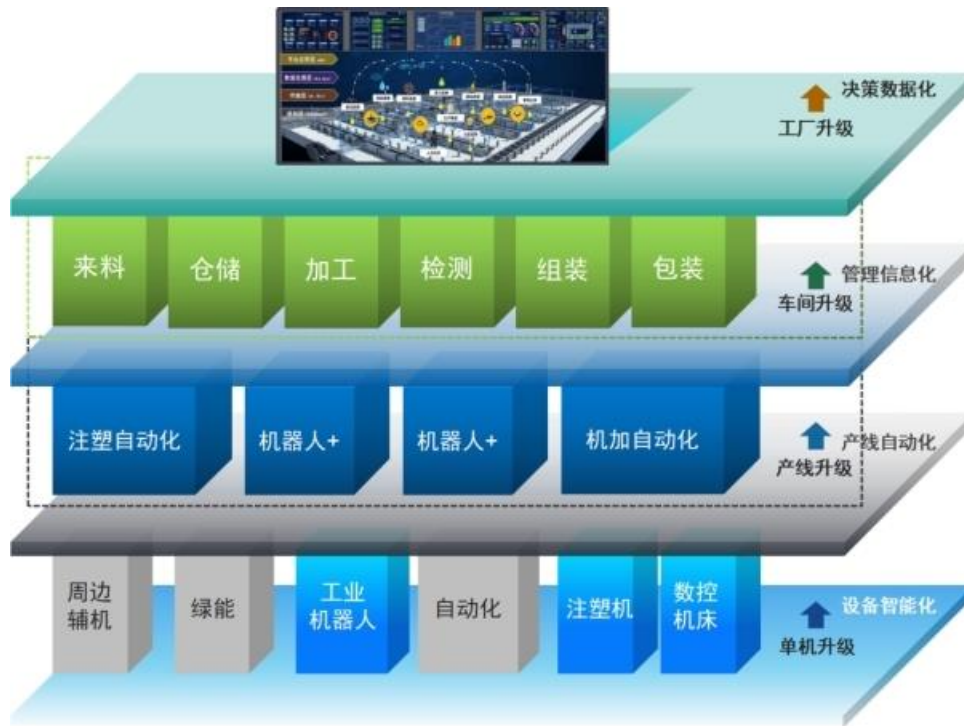 决策数据化
工厂升级
来料
仓储
加工
检测
组装
包装
管理信息化
车间升级
注塑自动化
机器人+
机器人+
机加自动化
产线自动化
产线升级
周边
辅机
绿能
工业
机器人
自动化
注塑机
数控
机床
设备智能化
单机升级